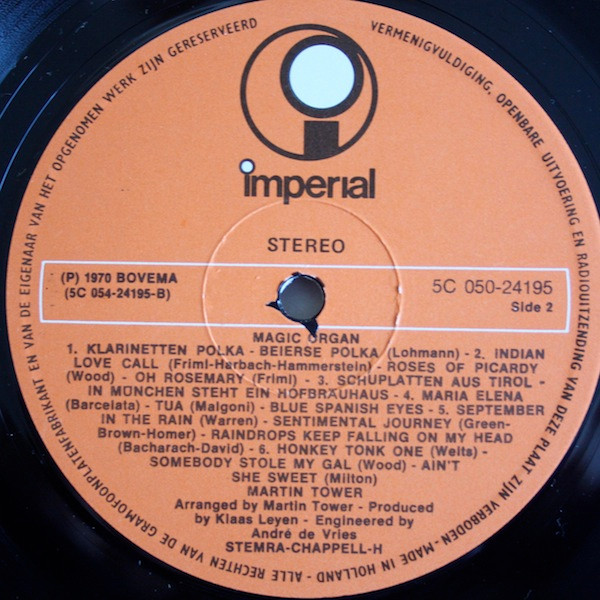 imperial
STEREO
(P) 1970 BOVEMA
(5C 054-24195-B)
5C 050-24195
Side 2
MAGIC ORGAN
1. KLARINETTEN POLKA - BEIERSE POLKA (Lohmann) - 2. INDIAN
LOVE CALL (Friml-Harbach-Hammerstein) - ROSES OF PICARDY
(Wood) - OH ROSEMARY (Friml) - 3. SCHUPLATTEN AUS TIROL -
IN MÜNCHEN STEHT EIN HOFBRÄUHAUS - 4. MARIA ELENA
(Barcelata) - TUA (Malgoni) - BLUE SPANISH EYES - 5. SEPTEMBER
IN THE RAIN (Warren) - SENTIMENTAL JOURNEY (Green-
Brown-Homer) - RAINDROPS KEEP FALLING ON MY HEAD
(Bacharach-David) - 6. HONKEY TONK ONE (Welts) -
SOMEBODY STOLE MY GAL (Wood) - AIN'T
SHE SWEET (Milton)
MARTIN TOWER
Arranged by Martin Tower - Produced
by Klaas Leyen - Engineered by
André de Vries
STEMRA-CHAPPELL-H
ALLE RECHTEN VAN DE GRAMOFOONPLATENFABRIKANT EN VAN DE EIGENAAR VAN HET OPGENOMEN WERK ZIJN GERESERVEERD
VERMENIGVULDIGING, OPENBARE UITVOERING EN RADIOUITZENDING VAN DEZE PLAAT ZIJN VERBODEN - MADE IN HOLLAND -